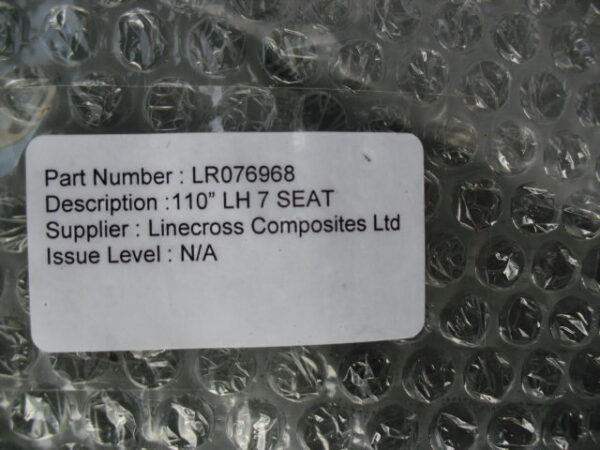 Part Number : LR076968
Description :110” LH 7 SEAT
Supplier : Linecross Composites Ltd
Issue Level : N/A